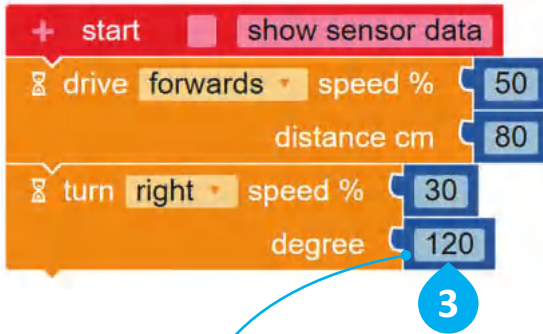 + start show sensor data
drive forwards speed % 50
distance cm 80
turn right speed % 30
degree 120
3